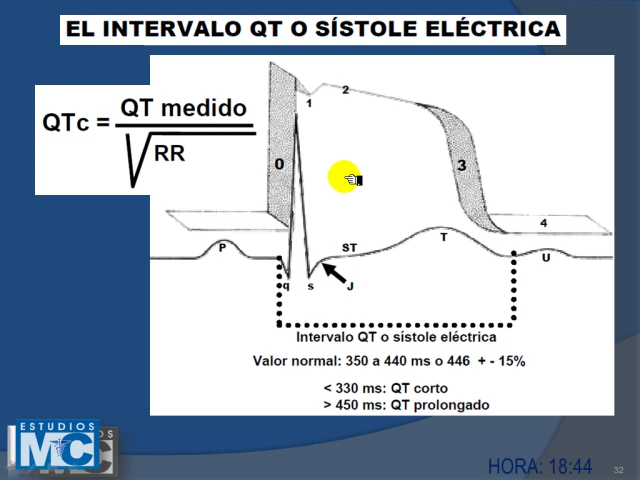 EL INTERVALO QT O SÍSTOLE ELÉCTRICA
QTc = QT medido
√RR
1
2
0
3
4
P
ST
T
U
q
s
J
Intervalo QT o sístole eléctrica
Valor normal: 350 a 440 ms o 446 + - 15%
< 330 ms: QT corto
> 450 ms: QT prolongado
ESTUDIOS
MC
HORA: 18:44
32